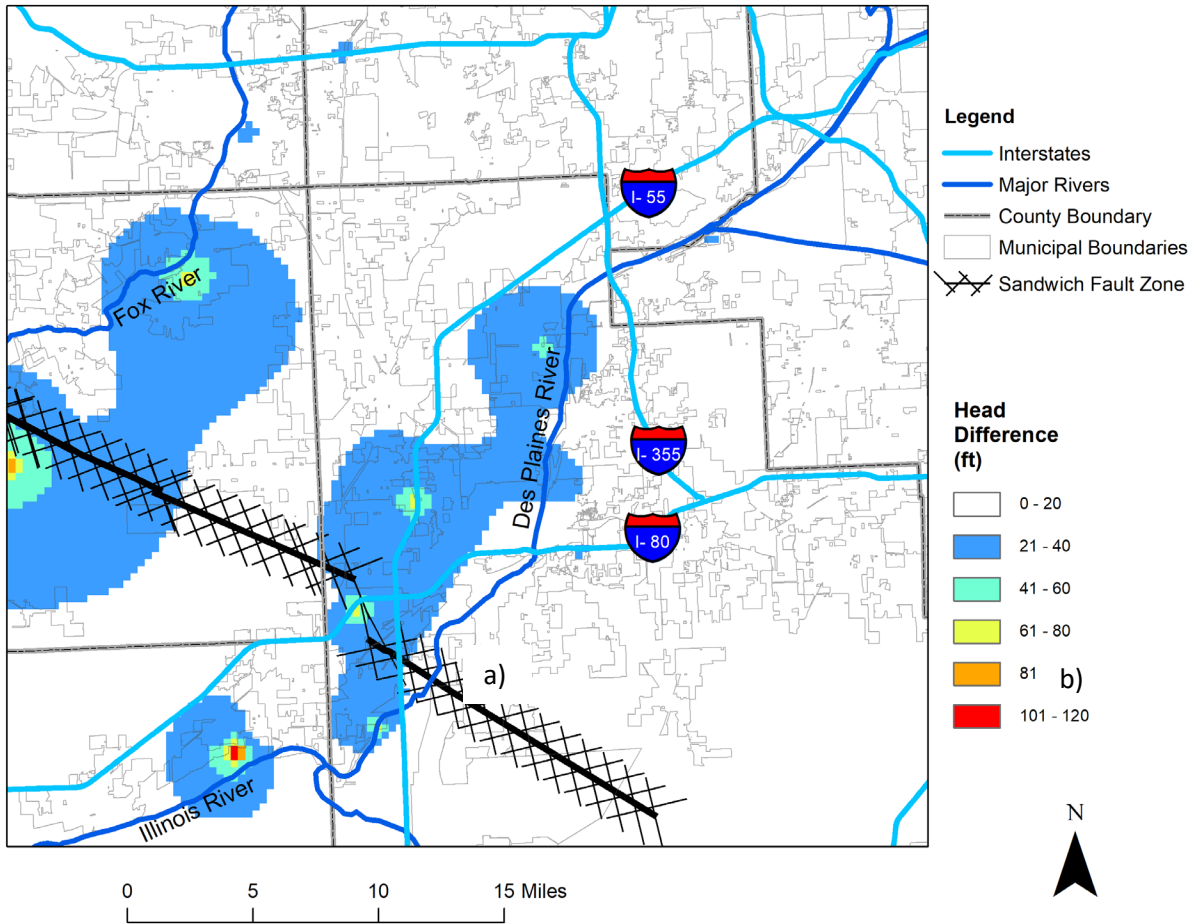 I- 55
Fox River
Des Plaines River
I- 355
I- 80
a)
Illinois River
Legend
Interstates
Major Rivers
County Boundary
Municipal Boundaries
Sandwich Fault Zone
Head
Difference
(ft)
0 - 20
21 - 40
41 - 60
61 - 80
81 b)
101 - 120
N
0 5 10 15 Miles